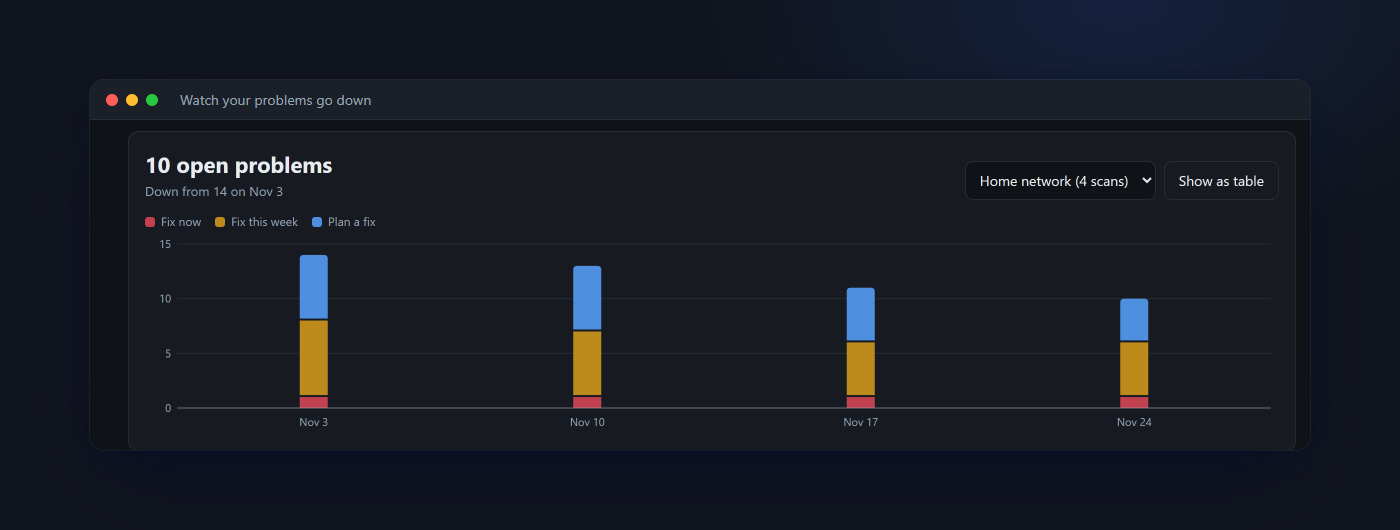 Watch your problems go down
10 open problems
Down from 14 on Nov 3
Home network (4 scans)
Show as table
Fix now
Fix this week
Plan a fix
15
10
5
0
Nov 3
Nov 10
Nov 17
Nov 24